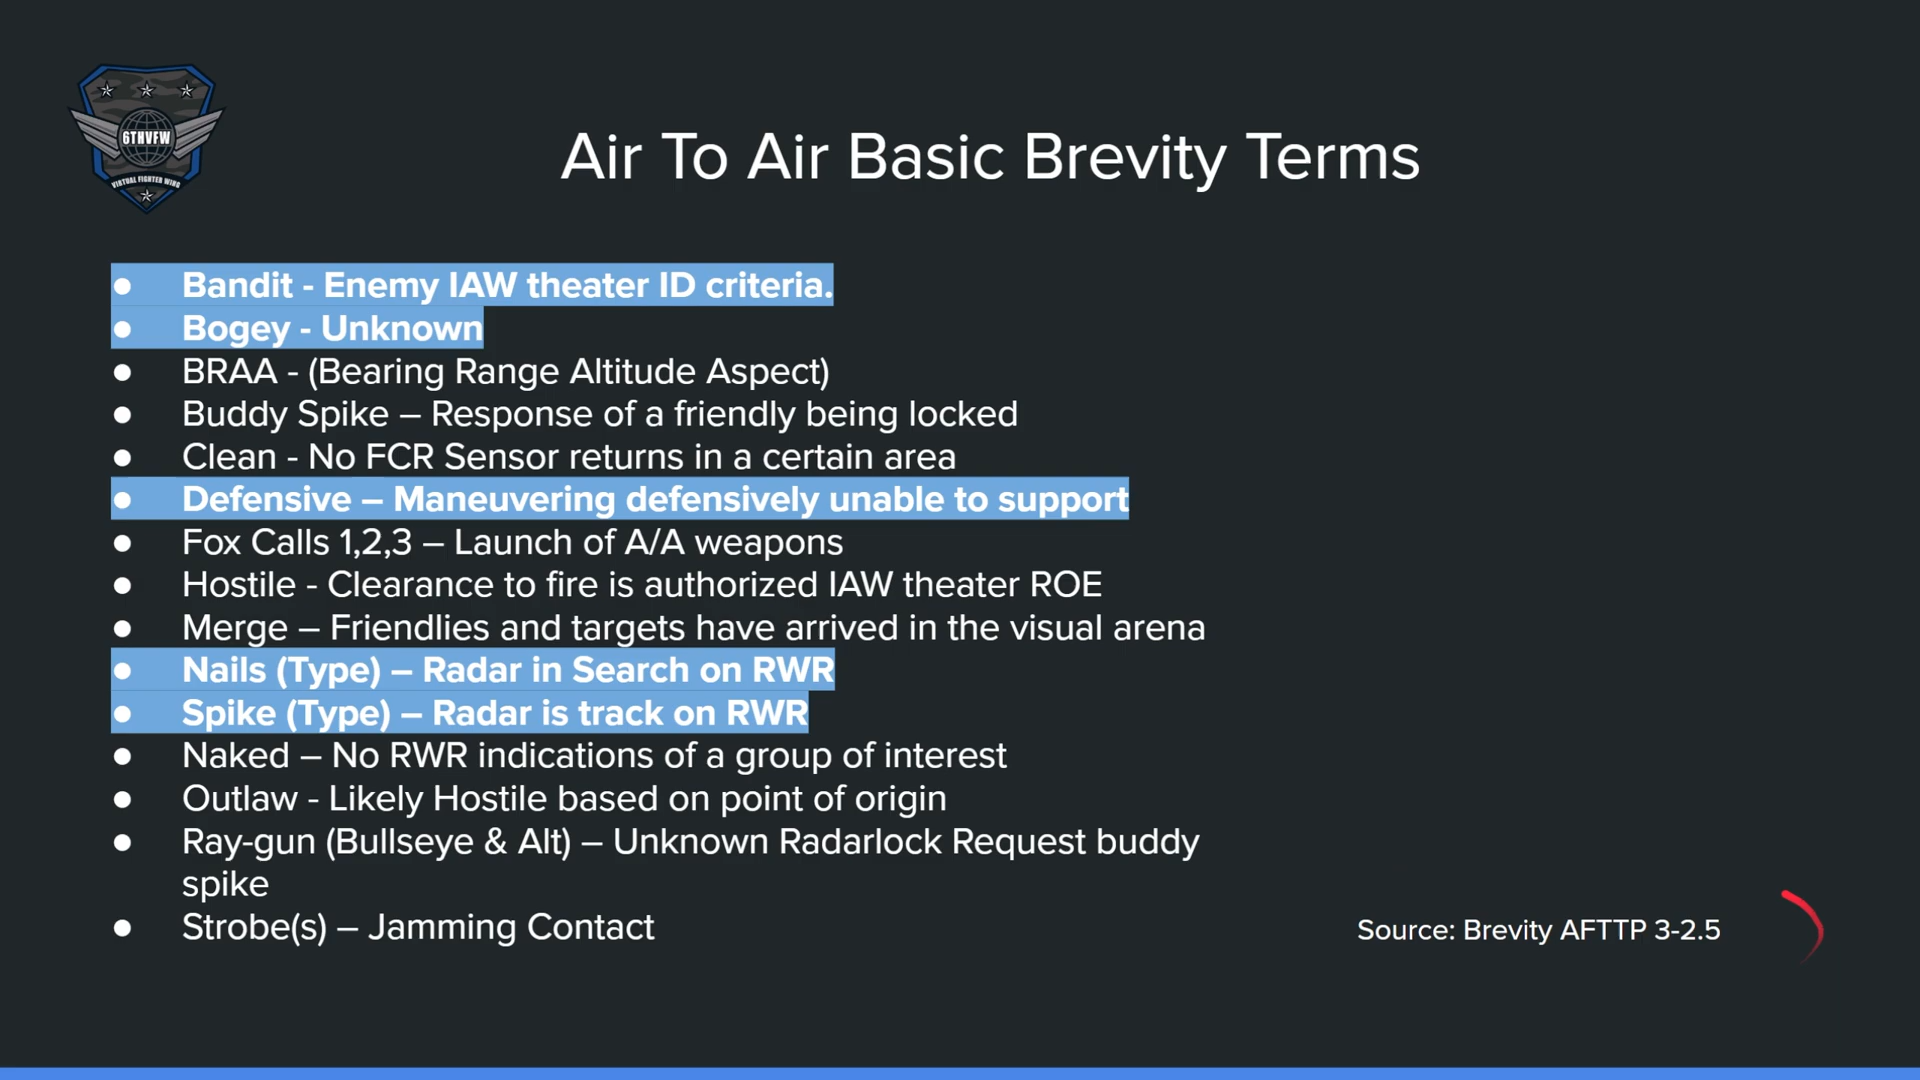 6THVFW
VIRTUAL FIGHTER WING
Air To Air Basic Brevity Terms
● Bandit - Enemy IAW theater ID criteria.
● Bogey - Unknown
● BRAA - (Bearing Range Altitude Aspect)
● Buddy Spike – Response of a friendly being locked
● Clean - No FCR Sensor returns in a certain area
● Defensive – Maneuvering defensively unable to support
● Fox Calls 1,2,3 – Launch of A/A weapons
● Hostile - Clearance to fire is authorized IAW theater ROE
● Merge – Friendlies and targets have arrived in the visual arena
● Nails (Type) – Radar in Search on RWR
● Spike (Type) – Radar is track on RWR
● Naked – No RWR indications of a group of interest
● Outlaw - Likely Hostile based on point of origin
● Ray-gun (Bullseye & Alt) – Unknown Radarlock Request buddy
spike
● Strobe(s) – Jamming Contact
Source: Brevity AFTTP 3-2.5